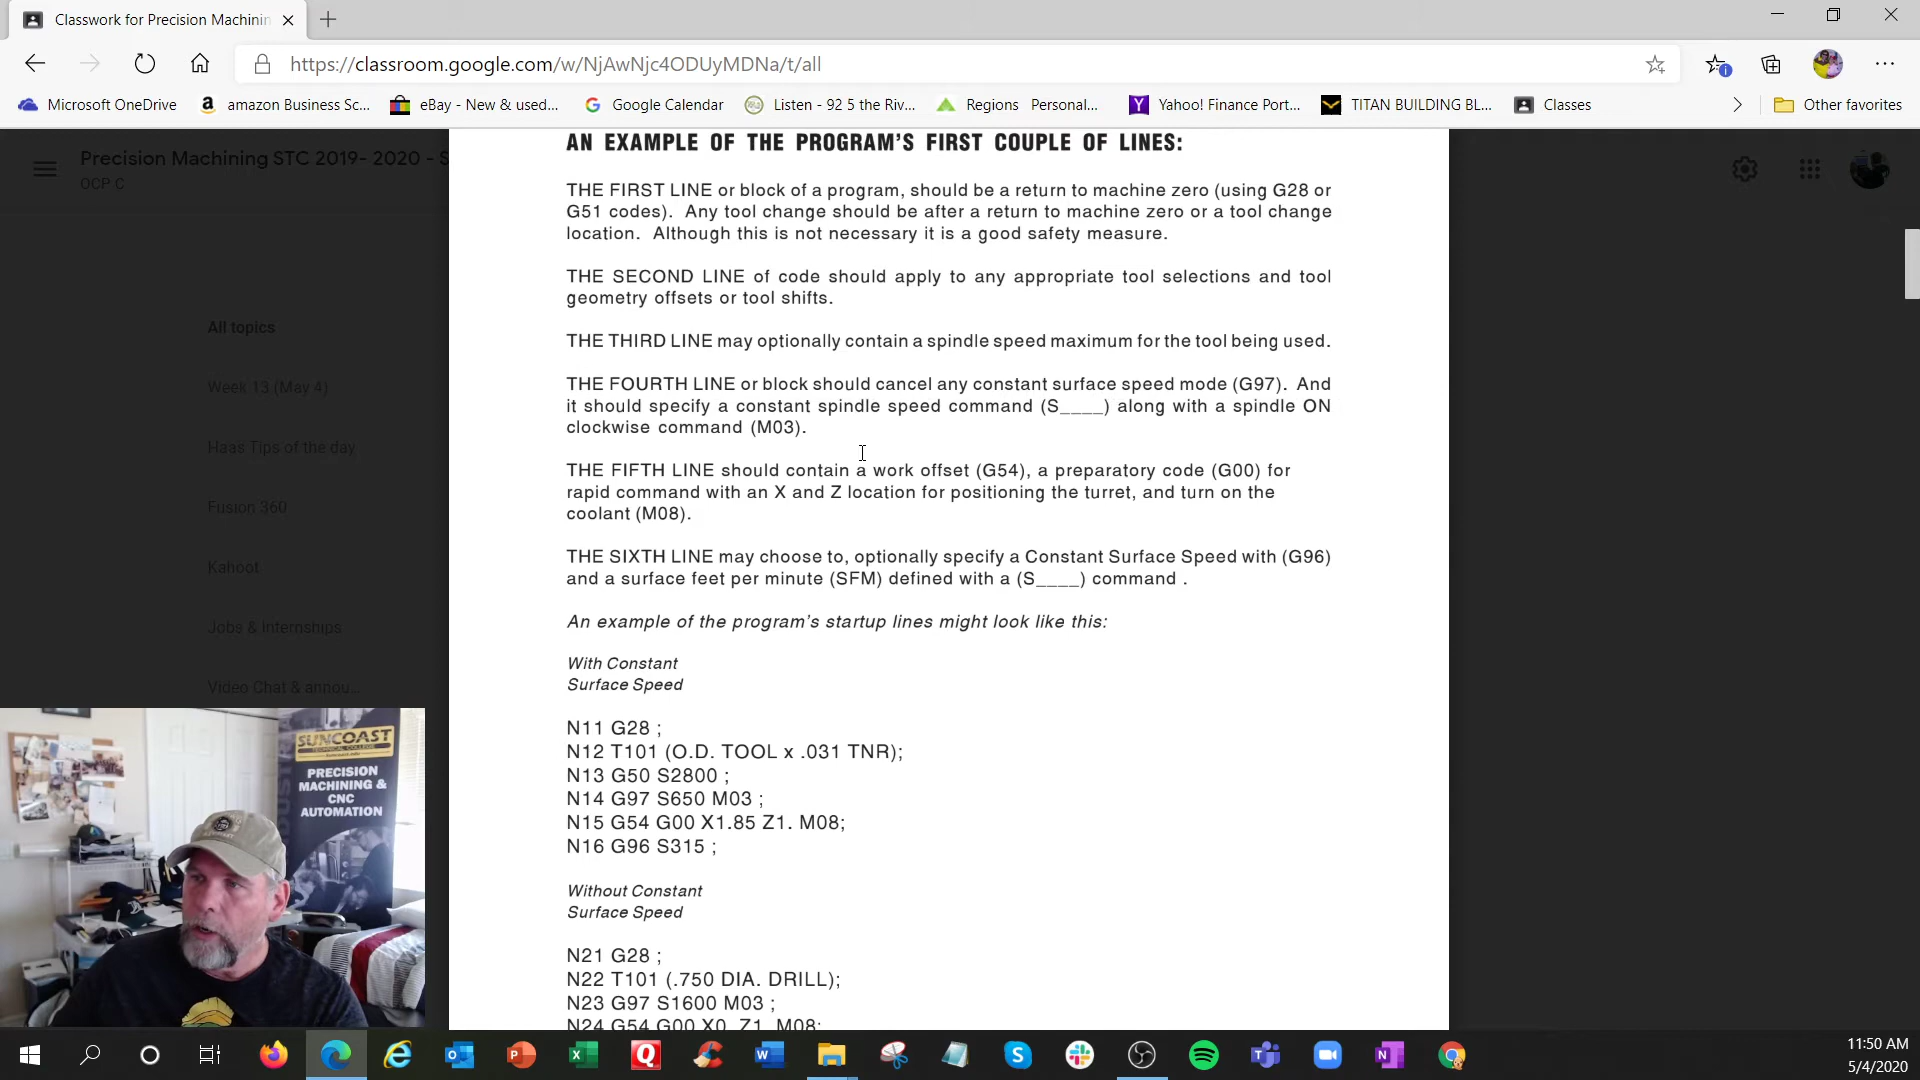 Classwork for Precision Machinin
https://classroom.google.com/w/NjAwNjc4ODUyMDNa/t/all
Microsoft OneDrive
amazon Business Sc...
eBay - New & used...
Google Calendar
Listen - 92 5 the Riv...
Regions Personal...
Yahoo! Finance Port...
TITAN BUILDING BL...
Classes
Other favorites
Precision Machining STC 2019- 2020 - S
OCP C
All topics
Week 13 (May 4)
Haas Tips of the day
Fusion 360
Kahoot
Jobs & Internships
Video Chat & annou...
AN EXAMPLE OF THE PROGRAM'S FIRST COUPLE OF LINES:
THE FIRST LINE or block of a program, should be a return to machine zero (using G28 or
G51 codes). Any tool change should be after a return to machine zero or a tool change
location. Although this is not necessary it is a good safety measure.
THE SECOND LINE of code should apply to any appropriate tool selections and tool
geometry offsets or tool shifts.
THE THIRD LINE may optionally contain a spindle speed maximum for the tool being used.
THE FOURTH LINE or block should cancel any constant surface speed mode (G97). And
it should specify a constant spindle speed command (S____) along with a spindle ON
clockwise command (M03).
THE FIFTH LINE should contain a work offset (G54), a preparatory code (G00) for
rapid command with an X and Z location for positioning the turret, and turn on the
coolant (M08).
THE SIXTH LINE may choose to, optionally specify a Constant Surface Speed with (G96)
and a surface feet per minute (SFM) defined with a (S____) command .
An example of the program's startup lines might look like this:
With Constant
Surface Speed
N11 G28 ;
N12 T101 (O.D. TOOL x .031 TNR);
N13 G50 S2800 ;
N14 G97 S650 M03 ;
N15 G54 G00 X1.85 Z1. M08;
N16 G96 S315 ;
Without Constant
Surface Speed
N21 G28 ;
N22 T101 (.750 DIA. DRILL);
N23 G97 S1600 M03 ;
N24 G54 G00 X0. Z1. M08;
SUNCOAST
TECHNICAL COLLEGE
PRECISION
MACHINING &
CNC
AUTOMATION
11:50 AM
5/4/2020